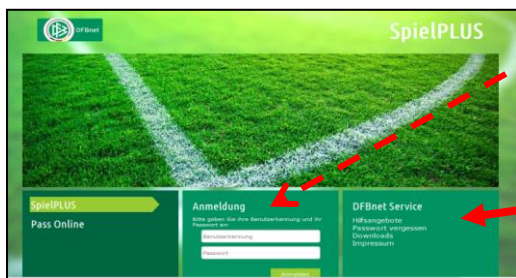 DFBnet
SpielPLUS
SpielPLUS
Pass Online
Anmeldung
Bitte geben Sie ihre Benutzerkennung und ihr
Passwort ein
Benutzerkennung
Passwort
Anmelden
DFBnet Service
Hilfsangebote
Passwort vergessen
Downloads
Impressum